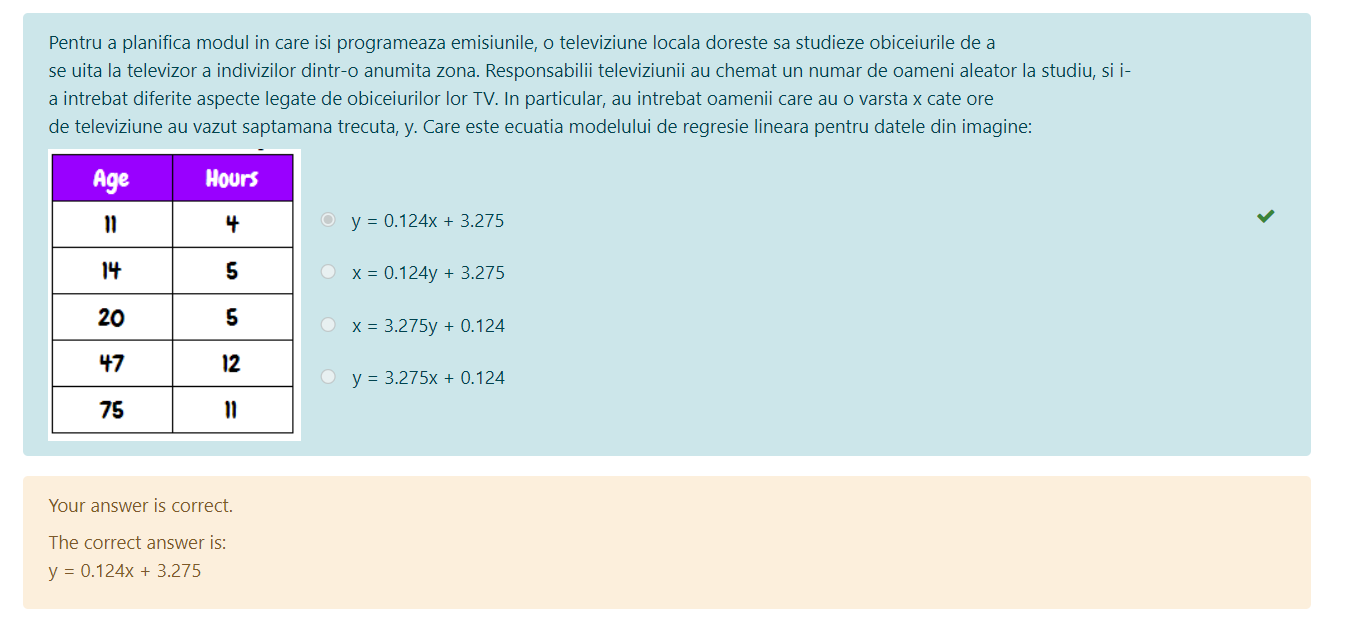 Pentru a planifica modul in care isi programeaza emisiunile, o televiziune locala doreste sa studieze obiceiurile de a
se uita la televizor a indivizilor dintr-o anumita zona. Responsabilii televiziunii au chemat un numar de oameni aleator la studiu, si i-
a intrebat diferite aspecte legate de obiceiurilor lor TV. In particular, au intrebat oamenii care au o varsta x cate ore
de televiziune au vazut saptamana trecuta, y. Care este ecuatia modelului de regresie lineara pentru datele din imagine:
Age Hours
11 4
14 5
20 5
47 12
75 11
y = 0.124x + 3.275
x = 0.124y + 3.275
x = 3.275y + 0.124
y = 3.275x + 0.124
Your answer is correct.
The correct answer is:
y = 0.124x + 3.275